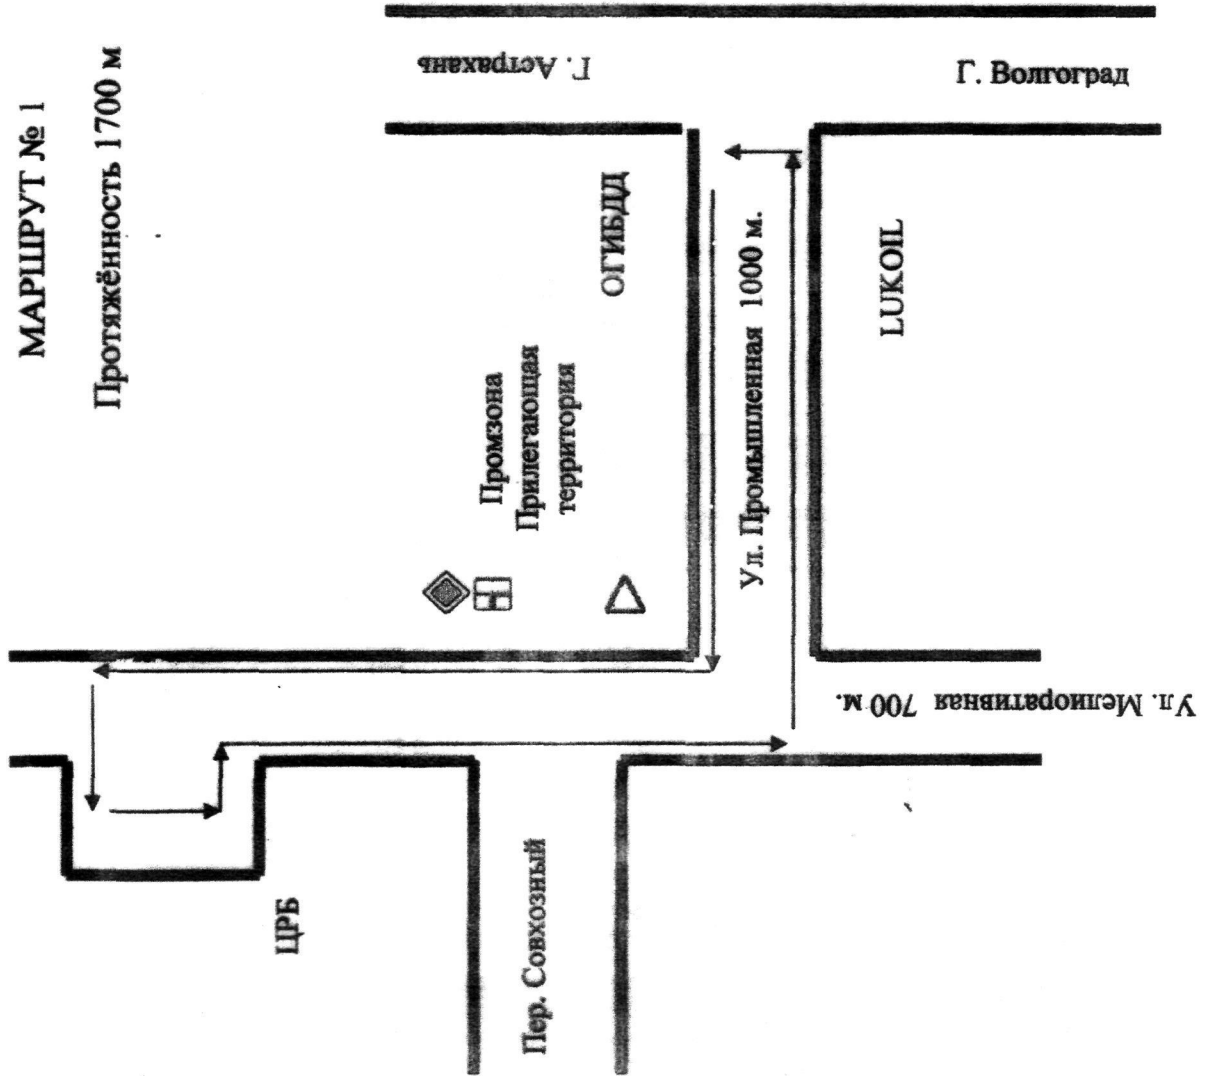 МАРШРУТ № 1
Протяжённость 1700 м
Г. Астрахань
Г. Волгоград
ОГИБДД
Промзона
Прилегающая
территория
Ул. Промышленная 1000 м.
LUKOIL
Ул. Мелиоративная 700 м.
ЦРБ
Пер. Совхозный